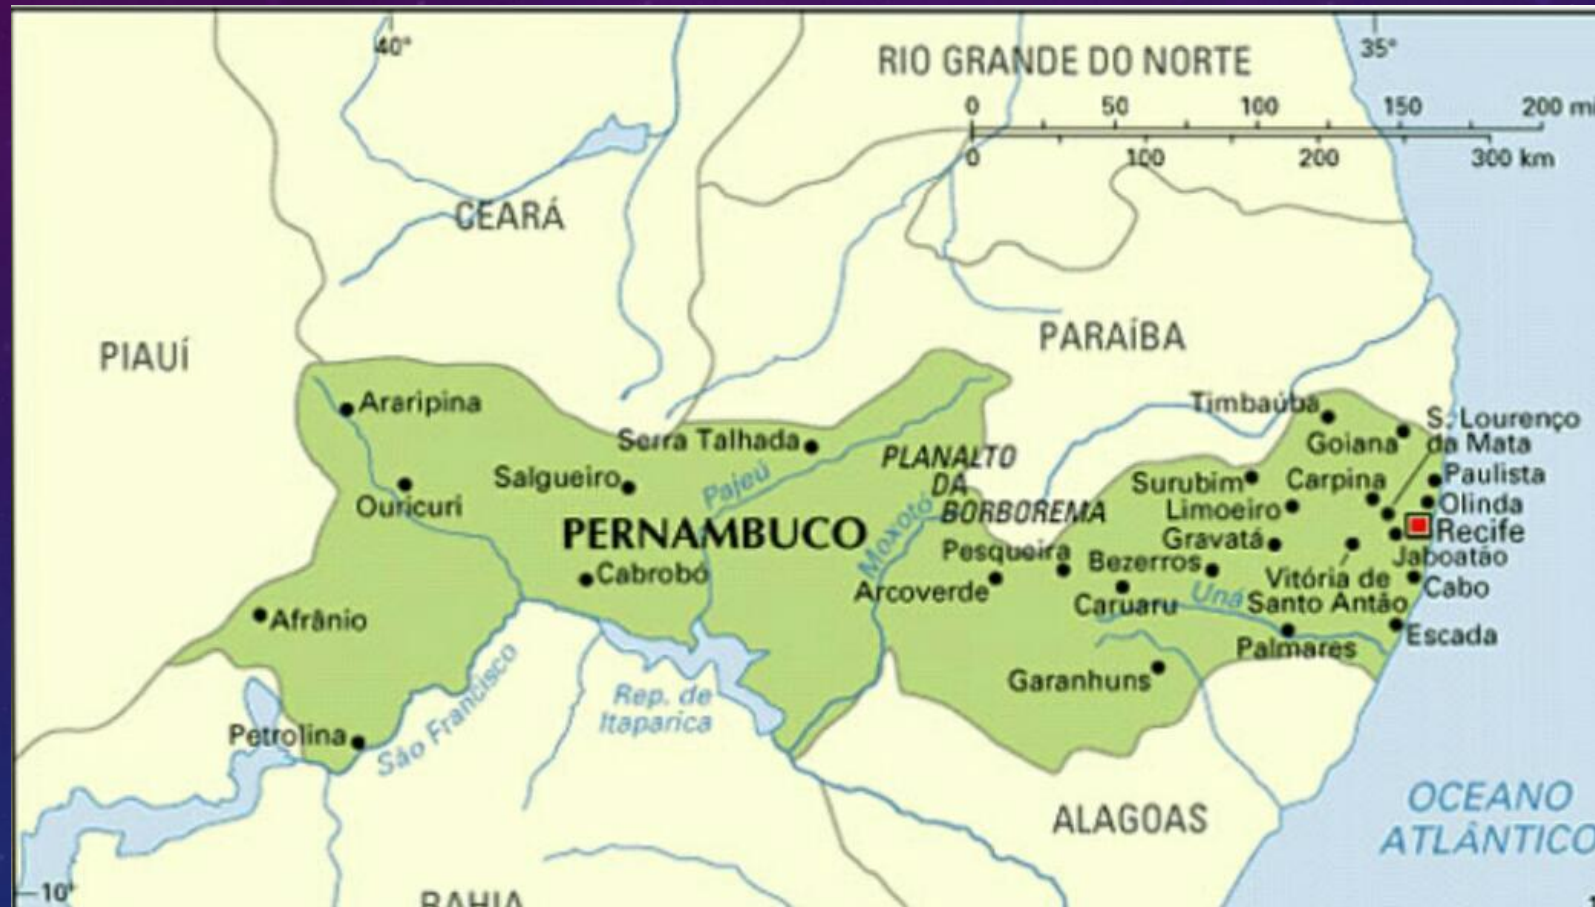 40°
35°
RIO GRANDE DO NORTE
0 50 100 150 200 mi
0 100 200 300 km
CEARÁ
PIAUÍ
PARAÍBA
Araripina
Timbaúba
S. Lourenço
da Mata
Goiana
Serra Talhada
PLANALTO
DA
BORBOREMA
Salgueiro
Pajeú
Surubim
Carpina
Paulista
Ouricuri
Limoeiro
Olinda
PERNAMBUCO
Moxotó
Gravatá
Recife
Pesqueira
Bezerros
Jaboatão
Cabrobó
Arcoverde
Vitória de
Santo Antão
Cabo
Caruaru
Uná
Afrânio
Escada
Palmares
Garanhuns
São Francisco
Rep. de
Itaparica
Petrolina
OCEANO
ATLÂNTICO
ALAGOAS
10°
BAHIA